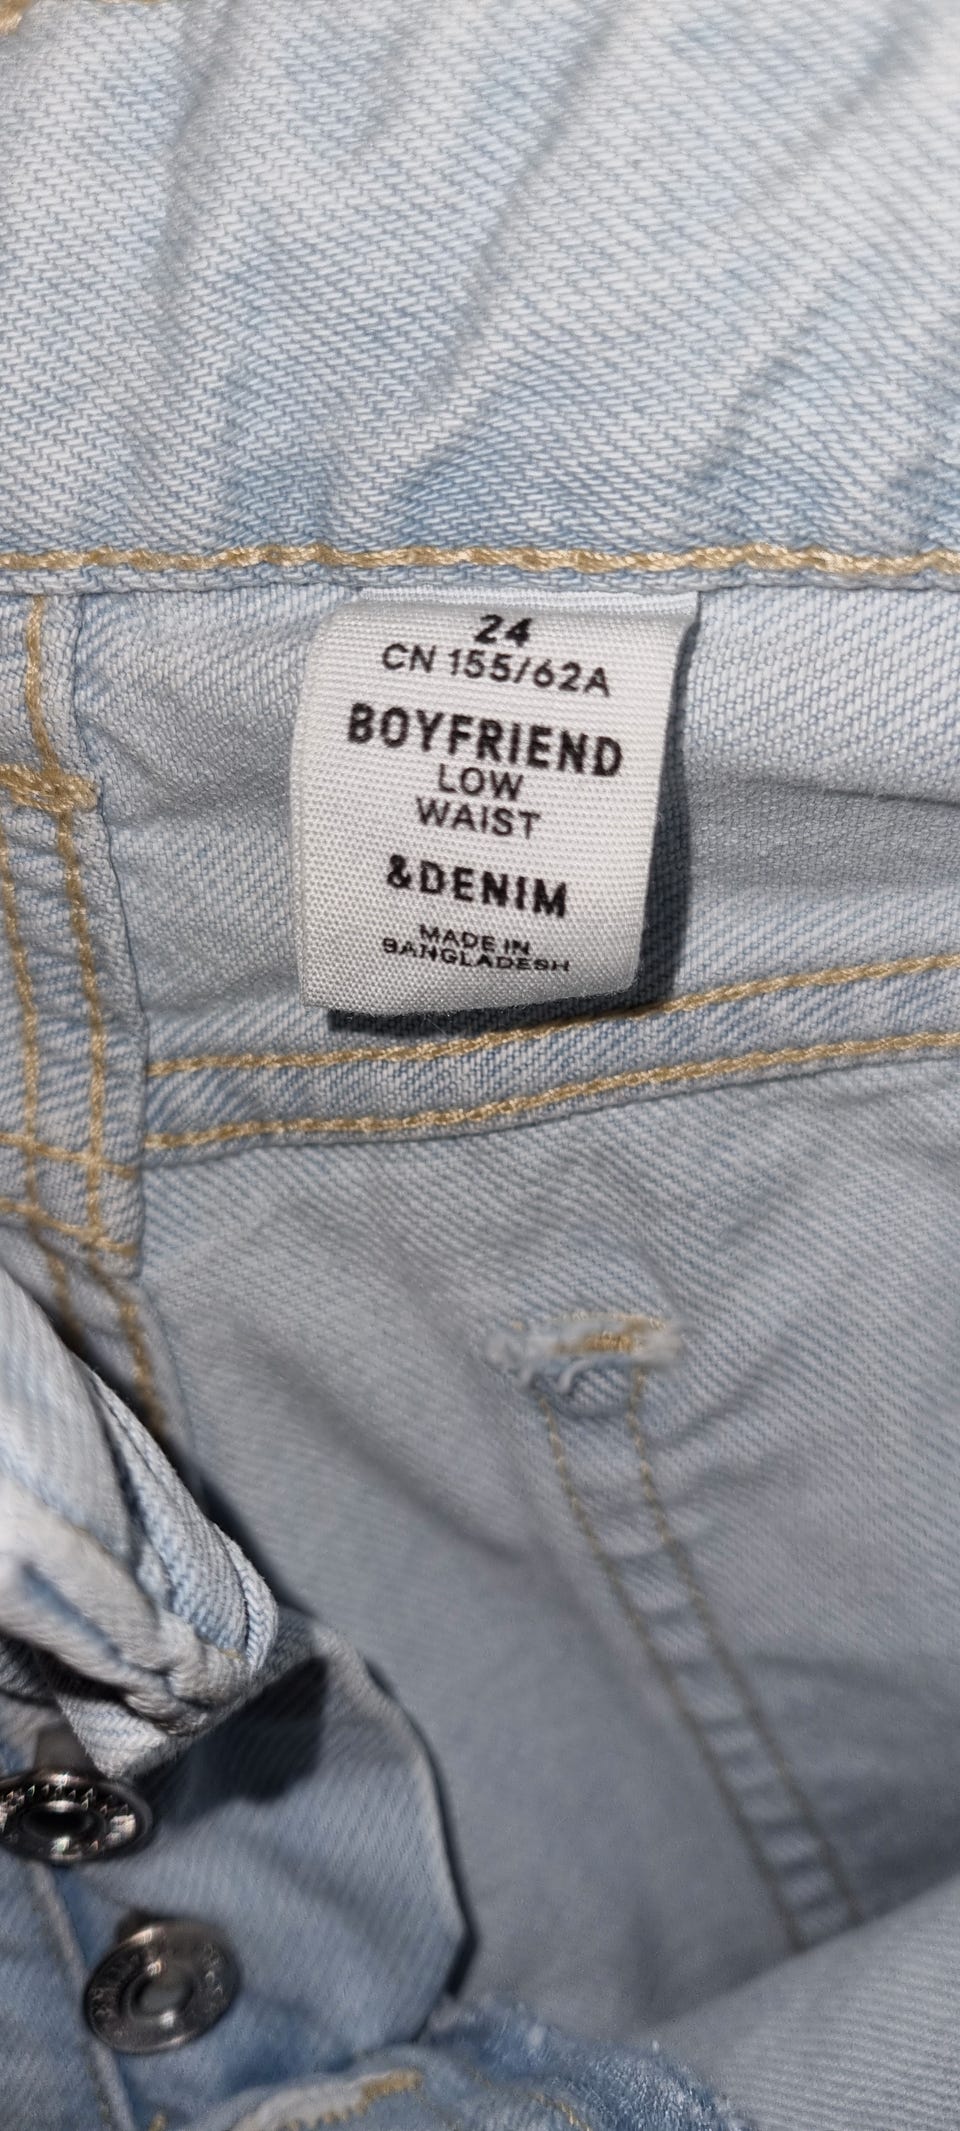 24
CN 155/62A
BOYFRIEND
LOW
WAIST
&DENIM
MADE IN
BANGLADESH